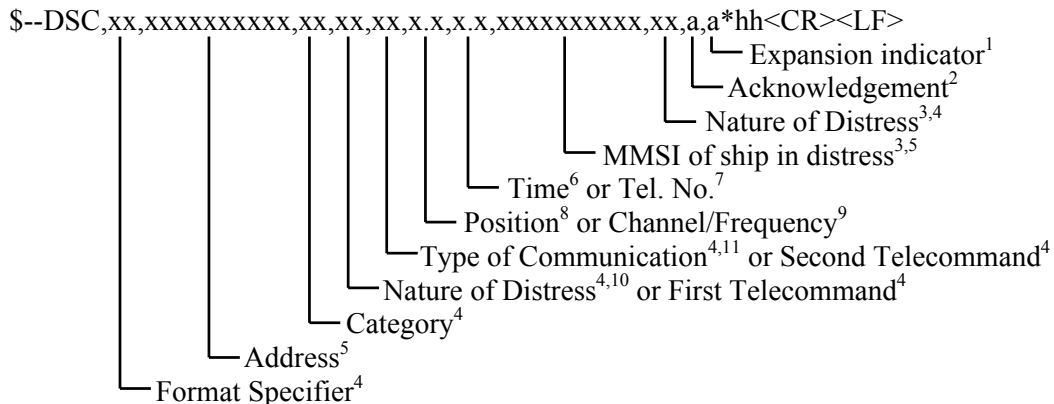 $--DSC,xx,xxxxxxxxxx,xx,xx,xx,x.x,x.x,xxxxxxxxxx,xx,a,a*hh<CR><LF>
Expansion indicator1
Acknowledgement2
Nature of Distress3,4
MMSI of ship in distress3,5
Time6 or Tel. No.7
Position8 or Channel/Frequency9
Type of Communication4,11 or Second Telecommand4
Nature of Distress4,10 or First Telecommand4
Category4
Address5
Format Specifier4